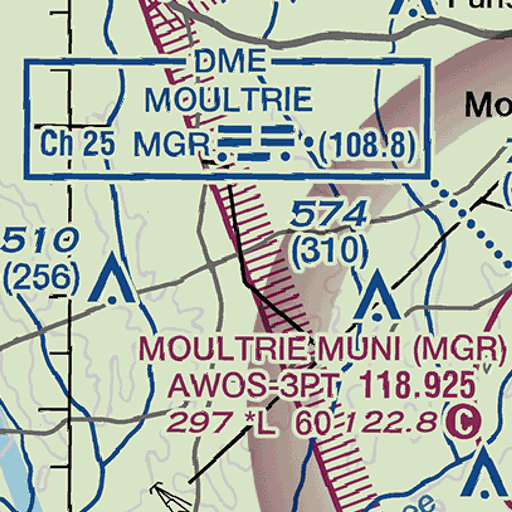 DME
MOULTRIE
Ch 25 MGR (108.8)
574
(310)
510
(256)
MOULTRIE MUNI (MGR)
AWOS-3PT 118.925
297 *L 60 122.8 C